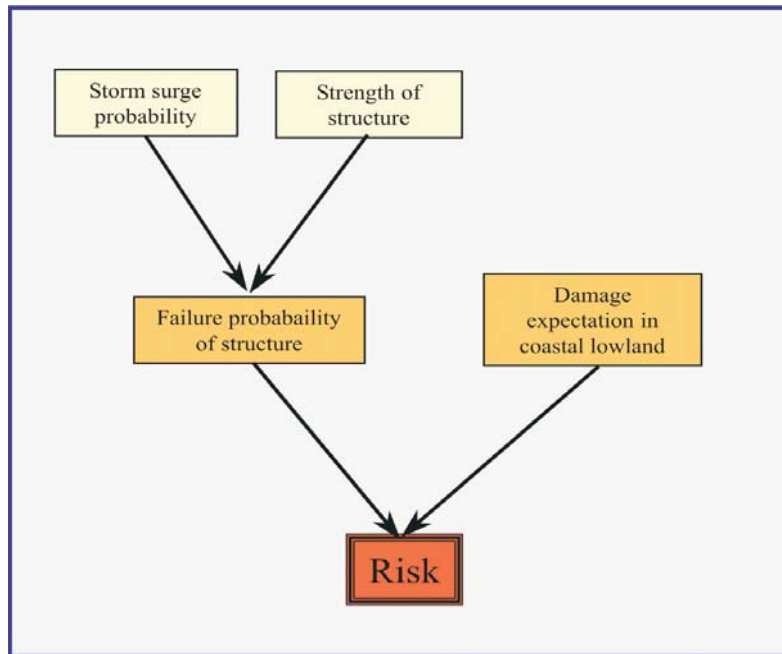 Storm surge
probability
Strength of
structure
Failure probabaility
of structure
Damage
expectation in
coastal lowland
Risk